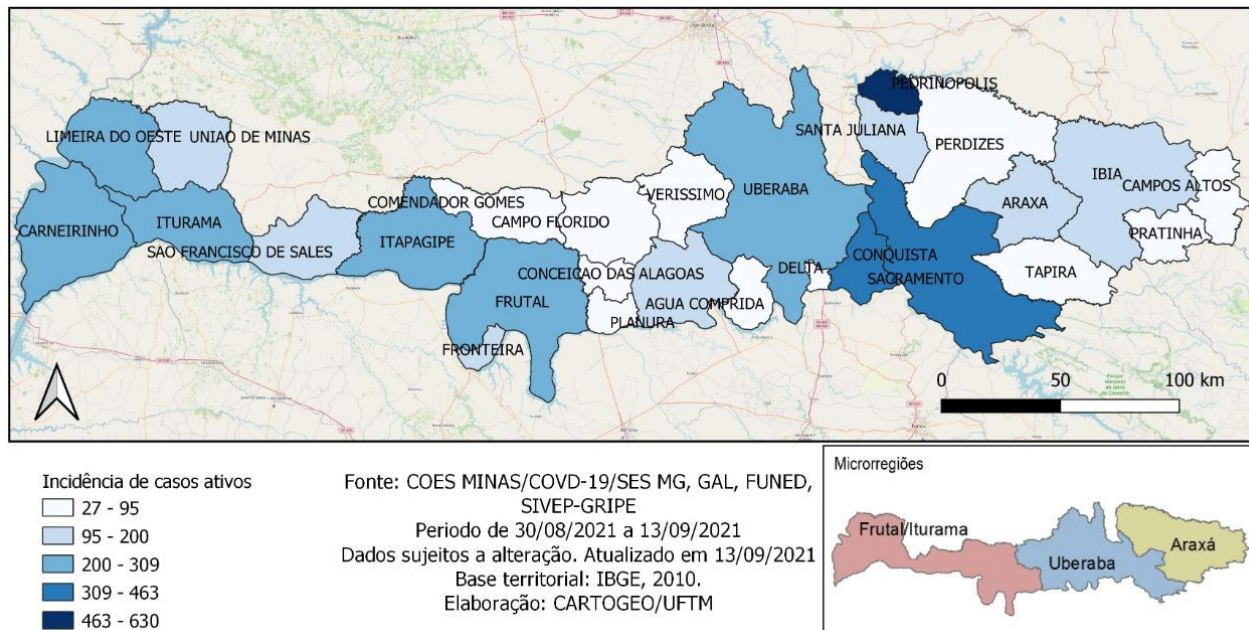 PEDRINOPOLIS
LIMEIRA DO OESTE
UNIAO DE MINAS
SANTA JULIANA
PERDIZES
IBIA
CAMPOS ALTOS
VERISSIMO
UBERABA
COMENDADOR GOMES
CAMPO FLORIDO
ARAXA
CARNEIRINHO
ITURAMA
ITAPAGIPE
PRATINHA
SAO FRANCISCO DE SALES
CONQUISTA
CONCEICAO DAS ALAGOAS
DELTA
TAPIRA
SACRAMENTO
FRUTAL
AGUA COMPRIDA
PLANURA
FRONTEIRA
0 50 100 km
Incidência de casos ativos
27 - 95
95 - 200
200 - 309
309 - 463
463 - 630
Fonte: COES MINAS/COVD-19/SES MG, GAL, FUNED,
SIVEP-GRIPE
Periodo de 30/08/2021 a 13/09/2021
Dados sujeitos a alteração. Atualizado em 13/09/2021
Base territorial: IBGE, 2010.
Elaboração: CARTOGEO/UFTM
Microrregiões
Frutal/Iturama
Uberaba
Araxá